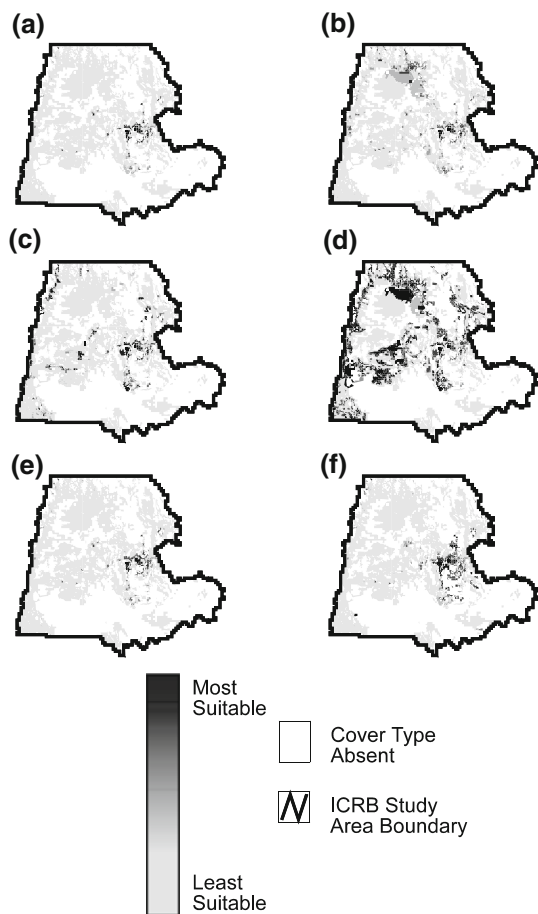 (a)
(b)
(c)
(d)
(e)
(f)
Most
Suitable
Least
Suitable
Cover Type
Absent
ICRB Study
Area Boundary